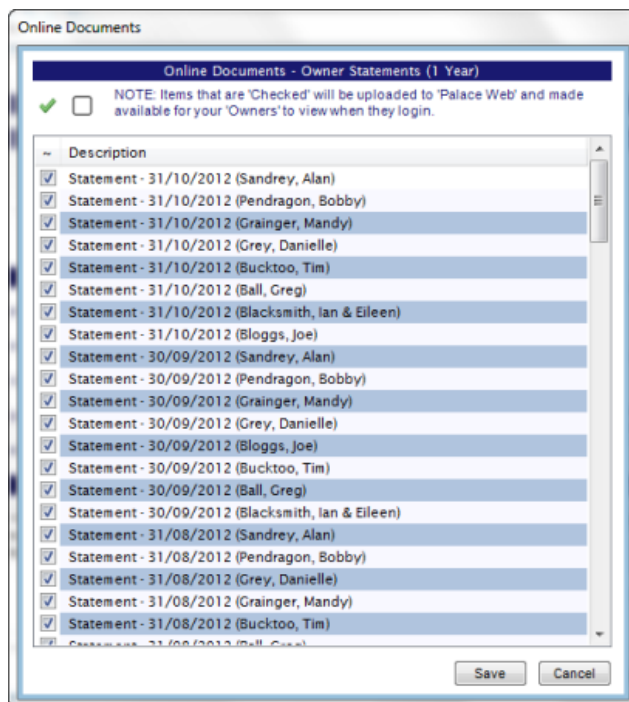 Online Documents
Online Documents - Owner Statements (1 Year)
NOTE: Items that are 'Checked' will be uploaded to 'Palace Web' and made
available for your 'Owners' to view when they login.
~ Description
Statement - 31/10/2012 (Sandrey, Alan)
Statement - 31/10/2012 (Pendragon, Bobby)
Statement - 31/10/2012 (Grainger, Mandy)
Statement - 31/10/2012 (Grey, Danielle)
Statement - 31/10/2012 (Bucktoo, Tim)
Statement - 31/10/2012 (Ball, Greg)
Statement - 31/10/2012 (Blacksmith, Ian & Eileen)
Statement - 31/10/2012 (Bloggs, Joe)
Statement - 30/09/2012 (Sandrey, Alan)
Statement - 30/09/2012 (Pendragon, Bobby)
Statement - 30/09/2012 (Grainger, Mandy)
Statement - 30/09/2012 (Grey, Danielle)
Statement - 30/09/2012 (Bloggs, Joe)
Statement - 30/09/2012 (Bucktoo, Tim)
Statement - 30/09/2012 (Ball, Greg)
Statement - 30/09/2012 (Blacksmith, Ian & Eileen)
Statement - 31/08/2012 (Sandrey, Alan)
Statement - 31/08/2012 (Pendragon, Bobby)
Statement - 31/08/2012 (Grey, Danielle)
Statement - 31/08/2012 (Grainger, Mandy)
Statement - 31/08/2012 (Bucktoo, Tim)
Statement - 31/08/2012 (Ball, Greg)
Save Cancel